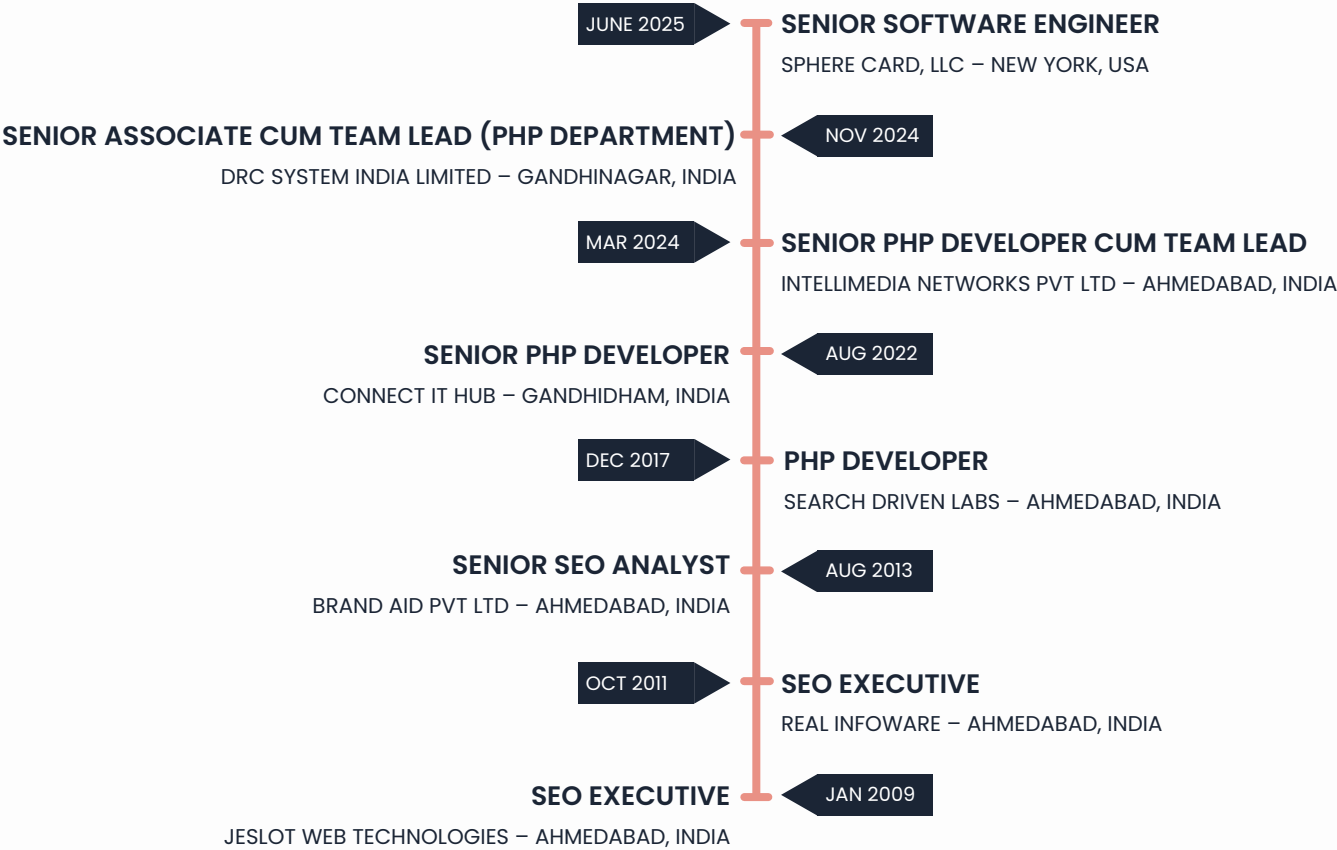 JUNE 2025
SENIOR SOFTWARE ENGINEER
SPHERE CARD, LLC – NEW YORK, USA
SENIOR ASSOCIATE CUM TEAM LEAD (PHP DEPARTMENT)
NOV 2024
DRC SYSTEM INDIA LIMITED – GANDHINAGAR, INDIA
MAR 2024
SENIOR PHP DEVELOPER CUM TEAM LEAD
INTELLIMEDIA NETWORKS PVT LTD – AHMEDABAD, INDIA
SENIOR PHP DEVELOPER
AUG 2022
CONNECT IT HUB – GANDHIDHAM, INDIA
DEC 2017
PHP DEVELOPER
SEARCH DRIVEN LABS – AHMEDABAD, INDIA
SENIOR SEO ANALYST
AUG 2013
BRAND AID PVT LTD – AHMEDABAD, INDIA
OCT 2011
SEO EXECUTIVE
REAL INFOWARE – AHMEDABAD, INDIA
SEO EXECUTIVE
JAN 2009
JESLOT WEB TECHNOLOGIES – AHMEDABAD, INDIA